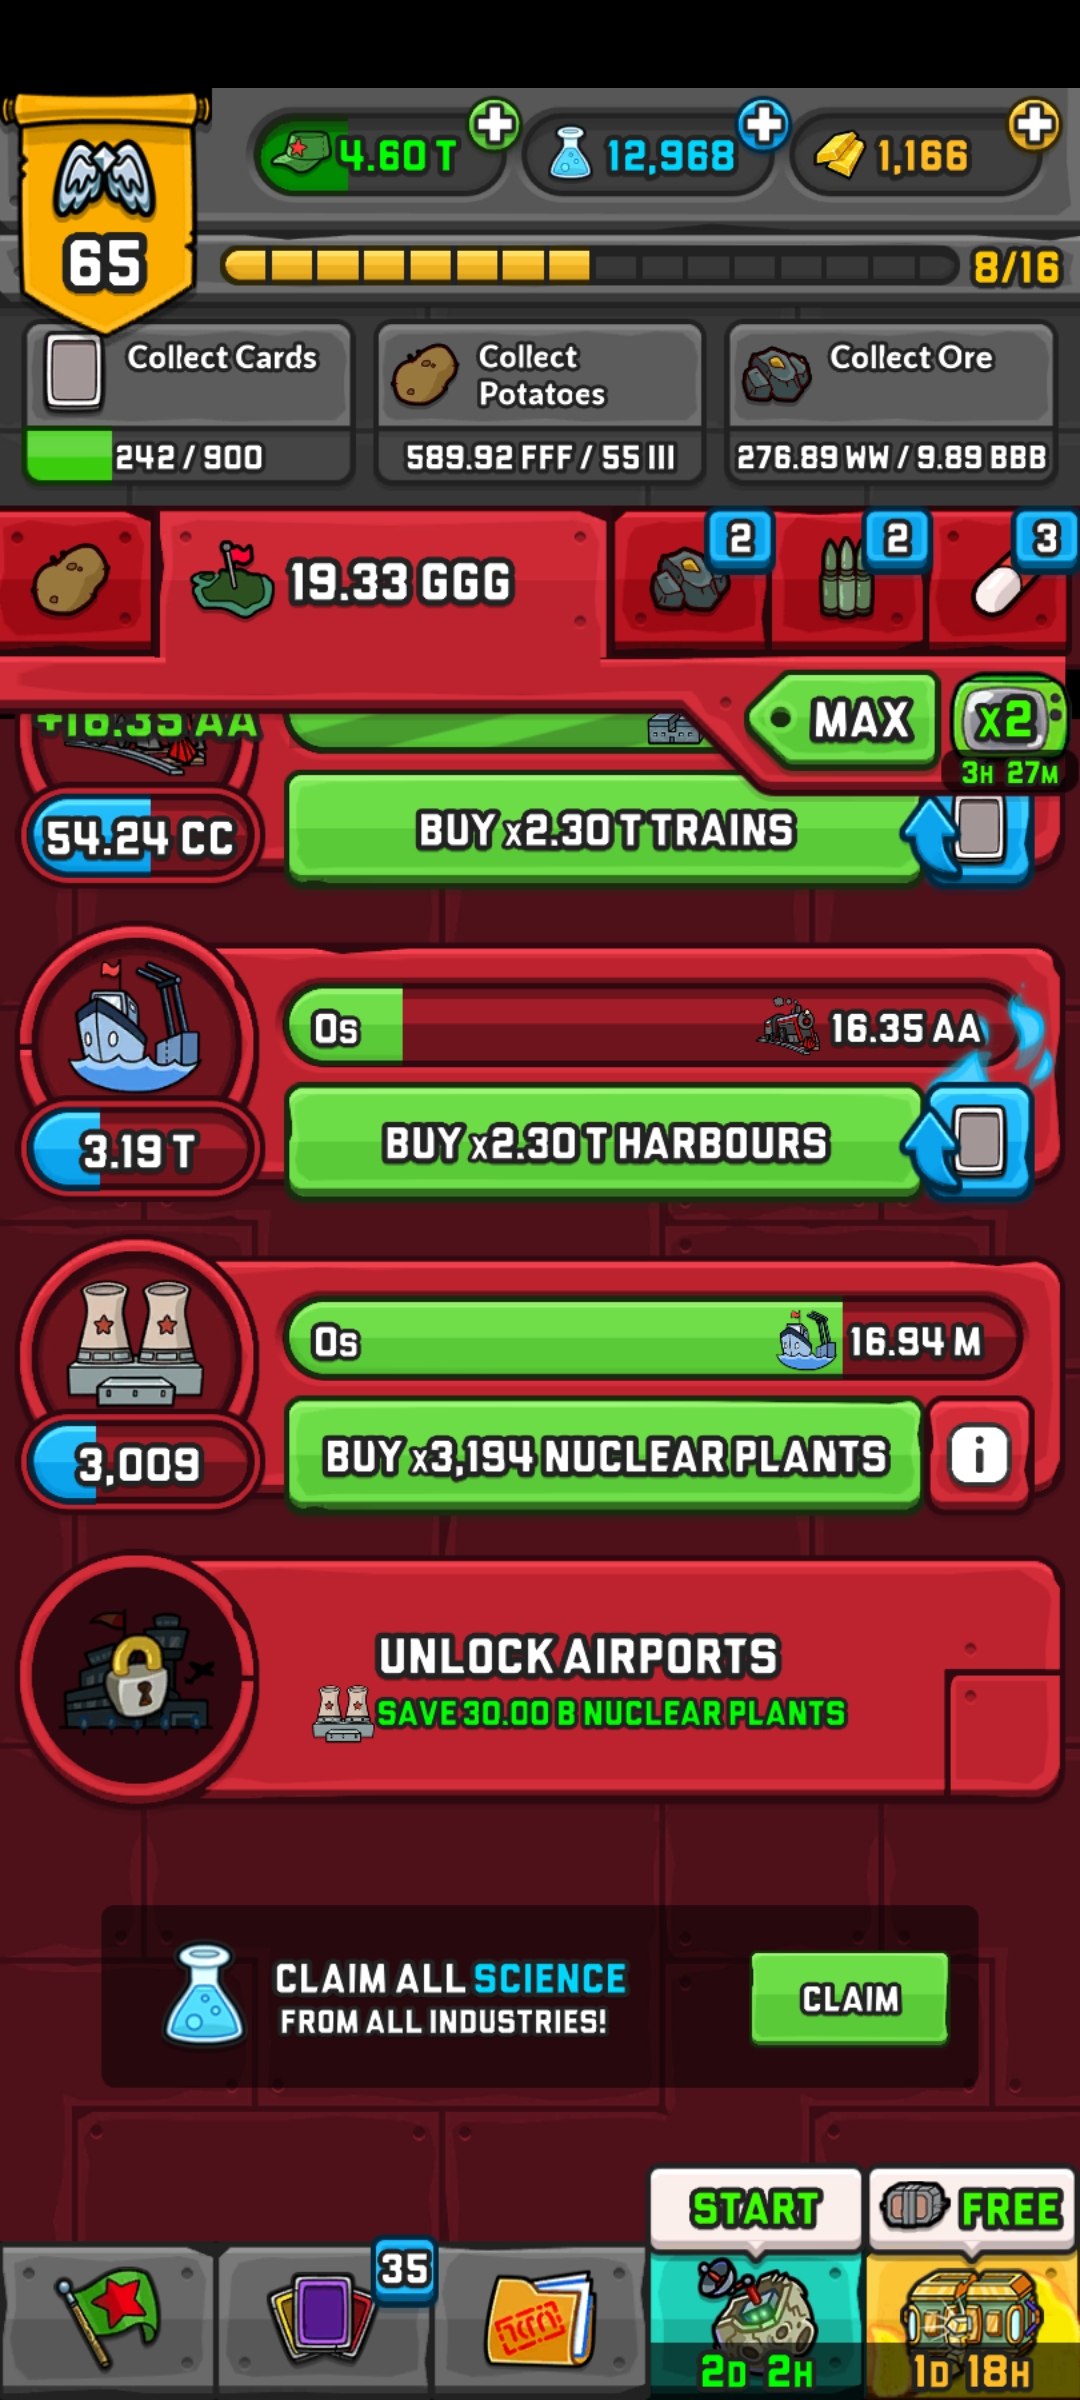 4.60 T
12,968
1,166
65
8/16
Collect Cards
242 / 900
Collect
Potatoes
589.92 FFF / 55 III
Collect Ore
276.89 WW / 9.89 BBB
19.33 GGG
2
2
3
MAX
x2
3H 27M
+16.35 AA
54.24 CC
BUY x2.30 T TRAINS
0s
16.35 AA
3.19 T
BUY x2.30 T HARBOURS
0s
16.94 M
3,009
BUY x3,194 NUCLEAR PLANTS
i
UNLOCK AIRPORTS
SAVE 30.00 B NUCLEAR PLANTS
CLAIM ALL SCIENCE
FROM ALL INDUSTRIES!
CLAIM
START
FREE
35
2D 2H
1D 18H